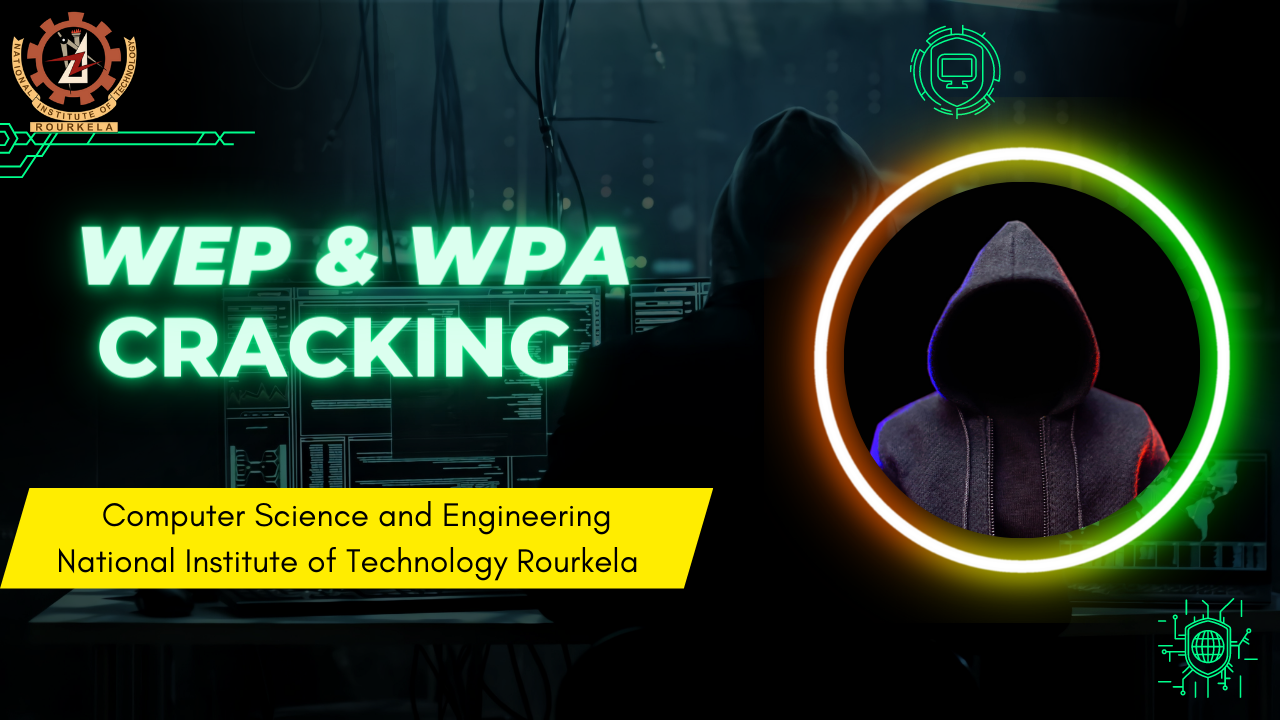 NATIONAL INSTITUTE OF TECHNOLOGY
ROURKELA
WEP & WPA
CRACKING
Computer Science and Engineering
National Institute of Technology Rourkela